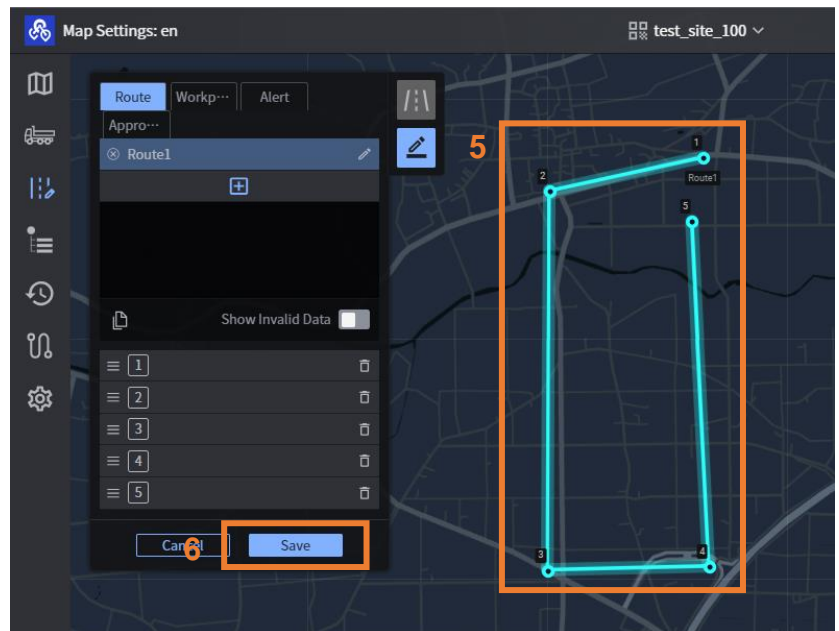 Map Settings: en
test_site_100
Route Workp··· Alert
Appro···
Route1
5
1
2
Route1
5
Show Invalid Data
1
2
3
4
5
3
4
Cancel
6
Save